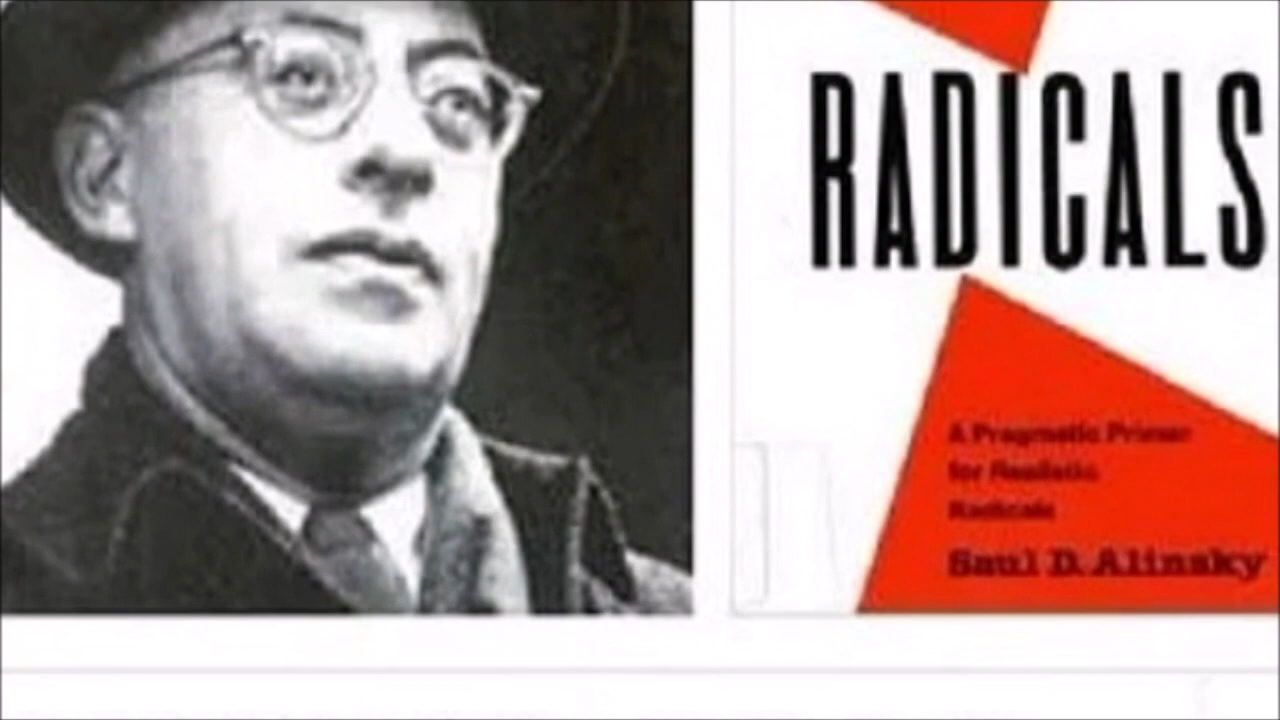 RADICALS
A Pragmatic Primer
for Realistic
Radicals
Saul D. Alinsky